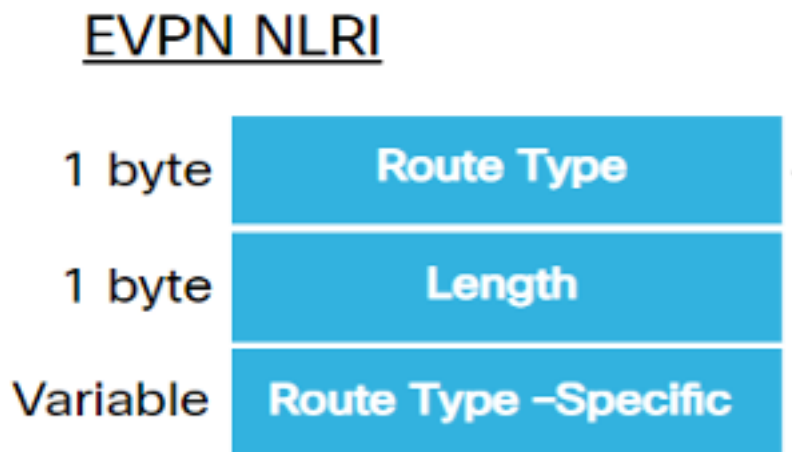 EVPN NLRI
1 byte Route Type
1 byte Length
Variable Route Type -Specific